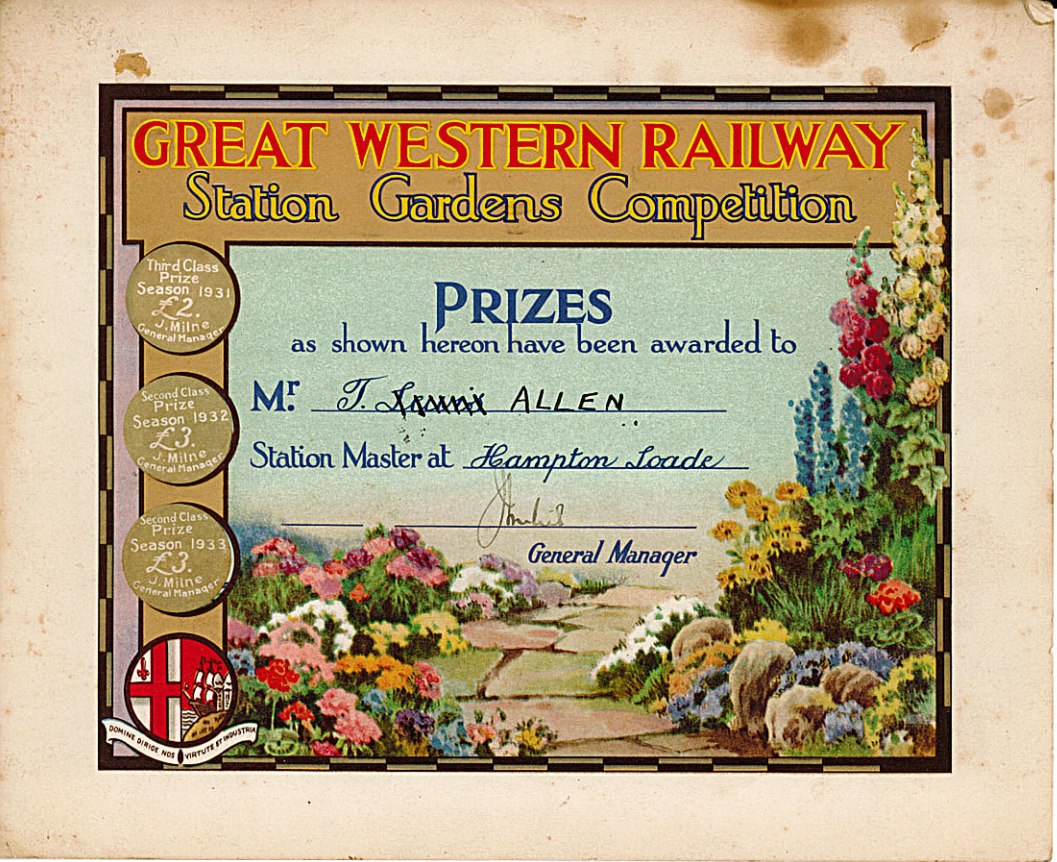 GREAT WESTERN RAILWAY
Station Gardens Competition
Third Class
Prize
Season 1931
£2.
J. Milne
General Manager
Second Class
Prize
Season 1932
£3.
J. Milne
General Manager
Second Class
Prize
Season 1933
£3.
J. Milne
General Manager
PRIZES
as shown hereon have been awarded to
Mr. T. ALLEN
Station Master at Hampton Loade
General Manager
DOMINE DIRIGE NOS VIRTUTE ET INDUSTRIA